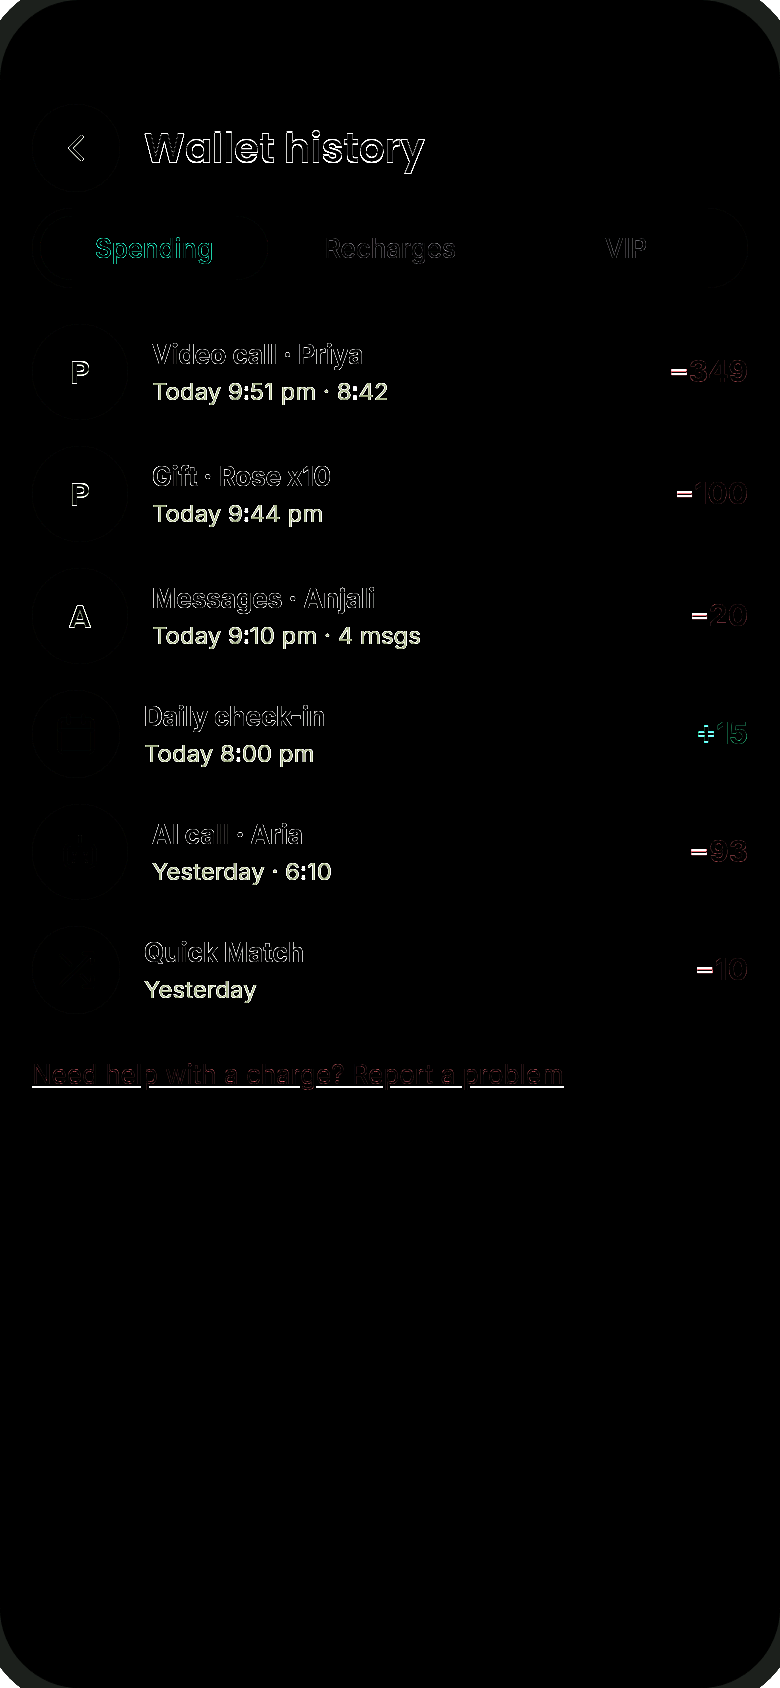 Wallet history
Spending Recharges VIP
P Video call · Priya −349
Today 9:51 pm · 8:42
P Gift · Rose x10 −100
Today 9:44 pm
A Messages · Anjali −20
Today 9:10 pm · 4 msgs
Daily check-in +15
Today 8:00 pm
AI call · Aria −93
Yesterday · 6:10
Quick Match −10
Yesterday
Need help with a charge? Report a problem